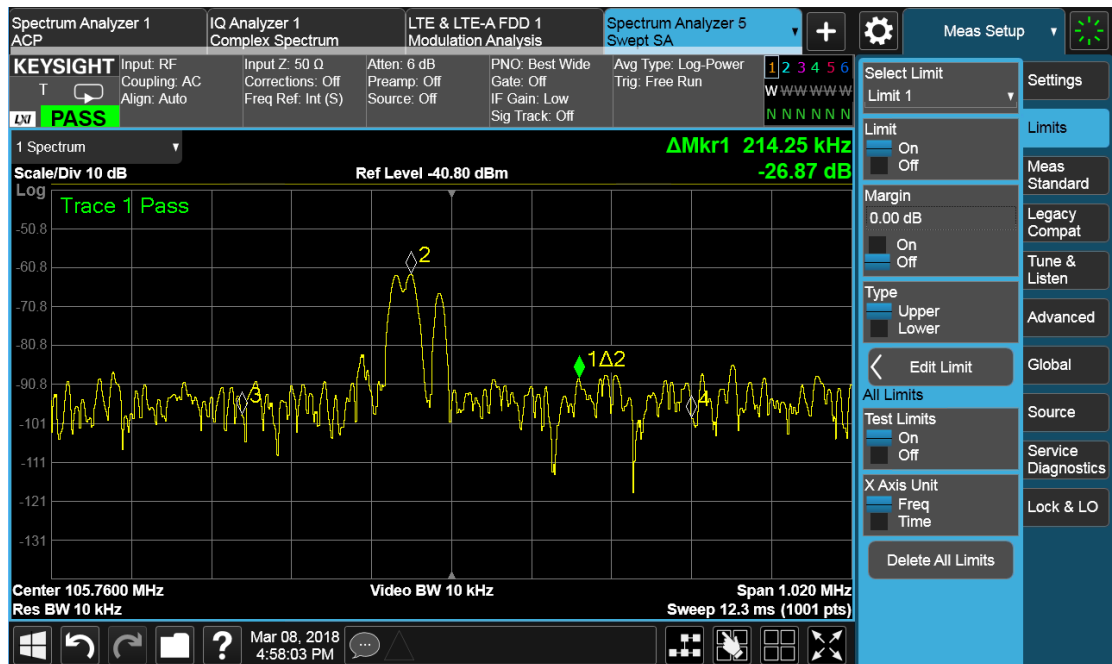 Spectrum Analyzer 1
ACP
IQ Analyzer 1
Complex Spectrum
LTE & LTE-A FDD 1
Modulation Analysis
Spectrum Analyzer 5
Swept SA
Meas Setup
KEYSIGHT
T
LXI
PASS
Input: RF
Coupling: AC
Align: Auto
Input Z: 50 Ω
Corrections: Off
Freq Ref: Int (S)
Atten: 6 dB
Preamp: Off
Source: Off
PNO: Best Wide
Gate: Off
IF Gain: Low
Sig Track: Off
Avg Type: Log-Power
Trig: Free Run
1 2 3 4 5 6
W W W W W W
N N N N N N
1 Spectrum
ΔMkr1 214.25 kHz
-26.87 dB
Scale/Div 10 dB
Ref Level -40.80 dBm
Log
Trace 1 Pass
-50.8
-60.8
-70.8
-80.8
-90.8
-101
-111
-121
-131
2
1Δ2
3
4
Center 105.7600 MHz
Res BW 10 kHz
Video BW 10 kHz
Span 1.020 MHz
Sweep 12.3 ms (1001 pts)
Select Limit
Limit 1
Limit
On
Off
Margin
0.00 dB
On
Off
Type
Upper
Lower
Edit Limit
All Limits
Test Limits
On
Off
X Axis Unit
Freq
Time
Delete All Limits
Settings
Limits
Meas
Standard
Legacy
Compat
Tune &
Listen
Advanced
Global
Source
Service
Diagnostics
Lock & LO
?
Mar 08, 2018
4:58:03 PM